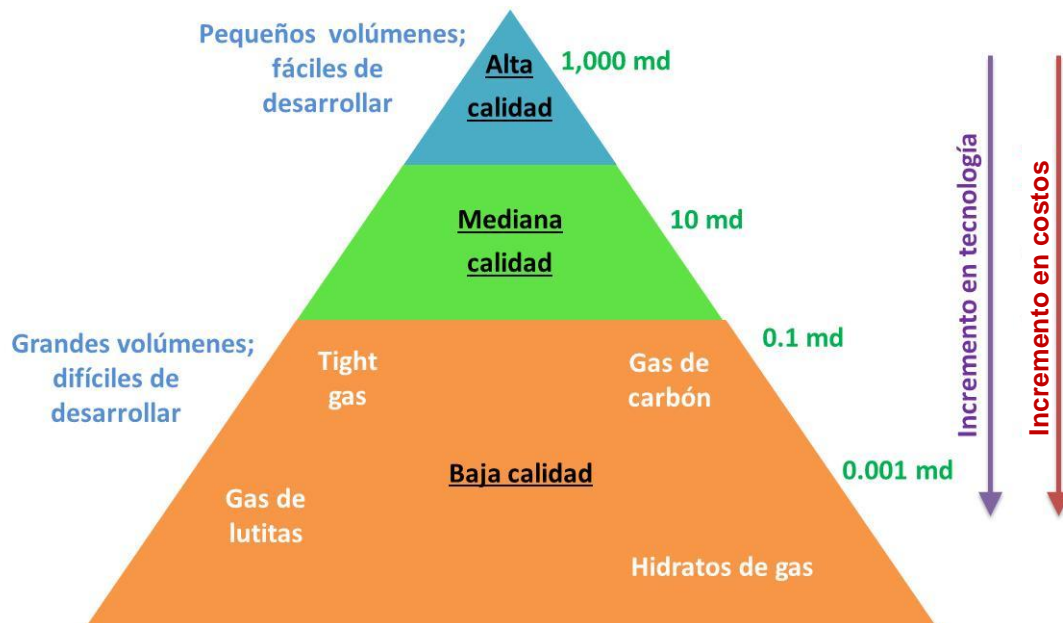 Pequeños volúmenes;
fáciles de
desarrollar
Alta
calidad
1,000 md
Mediana
calidad
10 md
Grandes volúmenes;
difíciles de
desarrollar
0.1 md
Tight
gas
Gas de
carbón
Baja calidad
0.001 md
Gas de
lutitas
Hidratos de gas
Incremento en tecnología
Incremento en costos